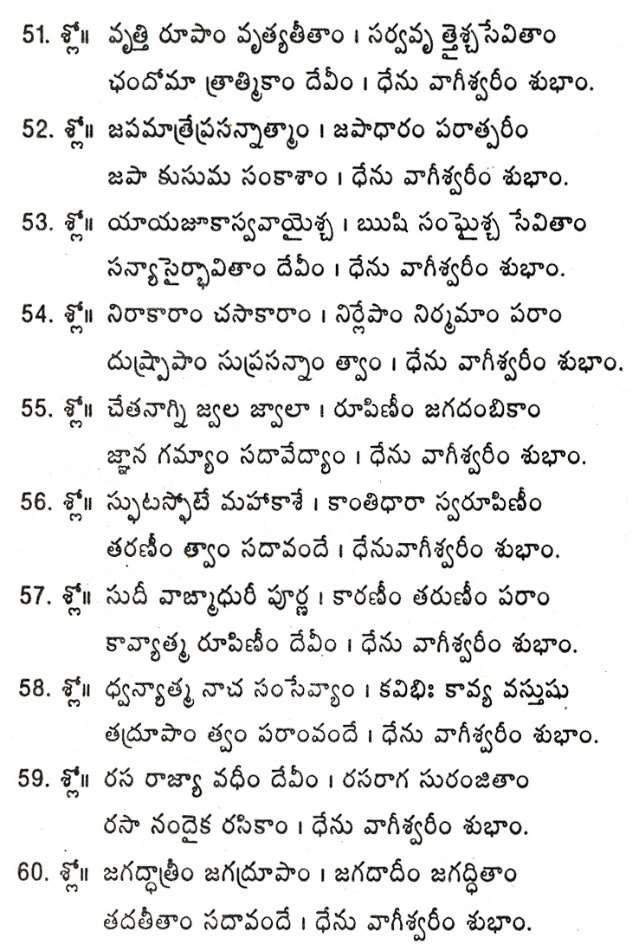 51. శ్లో॥ వృత్తి రూపాం వృత్యతీతాం । సర్వవృ త్తైశ్చసేవితాం
ఛందోమా త్రాత్మికాం దేవీం । ధేను వాగీశ్వరీం శుభాం.
52. శ్లో॥ జపమాత్రేప్రసన్నాత్మాం । జపాధారం పరాత్పరీం
జపా కుసుమ సంకాశాం । ధేను వాగీశ్వరీం శుభాం.
53. శ్లో॥ యాయజూకాస్వవాయైశ్చ । ఋషి సంఘైశ్చ సేవితాం
సన్యాసైర్భావితాం దేవీం । ధేను వాగీశ్వరీం శుభాం.
54. శ్లో॥ నిరాకారాం చసాకారాం । నిర్లేపాం నిర్మమాం పరాం
దుష్ప్రాపాం సుప్రసన్నాం త్వాం । ధేను వాగీశ్వరీం శుభాం.
55. శ్లో॥ చేతనాగ్ని జ్వల జ్వాలా । రూపిణీం జగదంబికాం
జ్ఞాన గమ్యాం సదావేద్యాం । ధేను వాగీశ్వరీం శుభాం.
56. శ్లో॥ స్ఫుటస్ఫోటే మహాకాశే । కాంతిధారా స్వరూపిణీం
తరణీం త్వాం సదావందే । ధేనువాగీశ్వరీం శుభాం.
57. శ్లో॥ సుదీ వాఙ్మాధురీ పూర్ణ । కారణీం తరుణీం పరాం
కావ్యాత్మ రూపిణీం దేవీం । ధేను వాగీశ్వరీం శుభాం.
58. శ్లో॥ ధ్వన్యాత్మ నాచ సంసేవ్యాం । కవిభిః కావ్య వస్తుషు
తద్రూపాం త్వం పరాంవందే । ధేను వాగీశ్వరీం శుభాం.
59. శ్లో॥ రస రాజ్యా వధీం దేవీం । రసరాగ సురంజితాం
రసా నందైక రసికాం । ధేను వాగీశ్వరీం శుభాం.
60. శ్లో॥ జగద్ధాత్రీం జగద్రూపాం । జగదాదీం జగద్ధితాం
తదతీతాం సదావందే । ధేను వాగీశ్వరీం శుభాం.